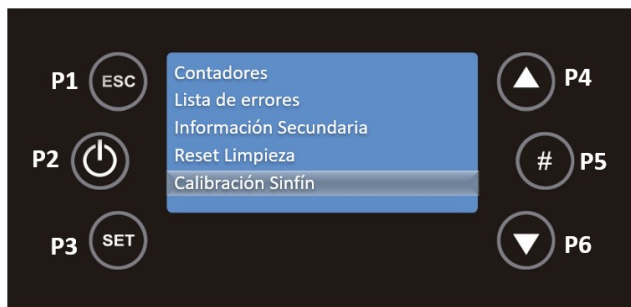 P1 ESC
Contadores
Lista de errores
Información Secundaria
Reset Limpieza
Calibración Sinfín
P4
P2
# P5
P3 SET
P6